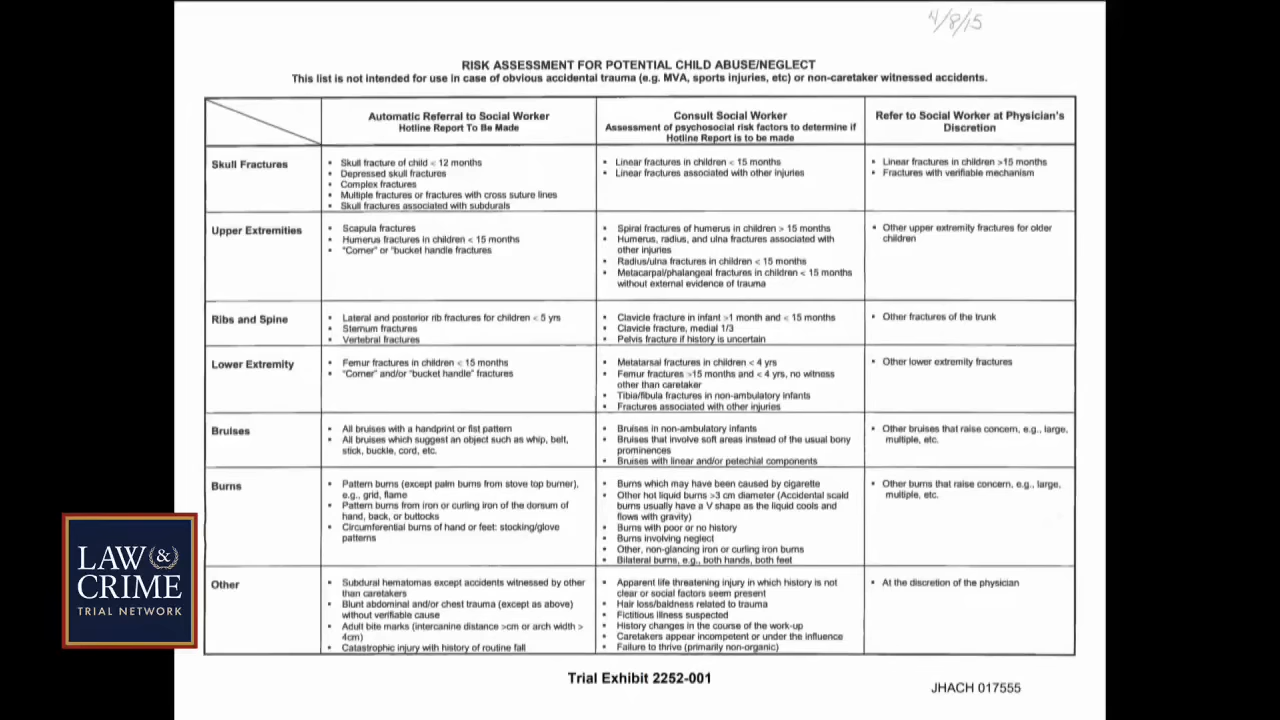 4/8/15
RISK ASSESSMENT FOR POTENTIAL CHILD ABUSE/NEGLECT
This list is not intended for use in case of obvious accidental trauma (e.g. MVA, sports injuries, etc) or non-caretaker witnessed accidents.
Automatic Referral to Social Worker
Hotline Report To Be Made
Consult Social Worker
Assessment of psychosocial risk factors to determine if
Hotline Report is to be made
Refer to Social Worker at Physician's
Discretion
Skull Fractures
• Skull fracture of child < 12 months
• Depressed skull fractures
• Complex fractures
• Multiple fractures or fractures with cross suture lines
• Skull fractures associated with subdurals
• Linear fractures in children < 15 months
• Linear fractures associated with other injuries
• Linear fractures in children >15 months
• Fractures with verifiable mechanism
Upper Extremities
• Scapula fractures
• Humerus fractures in children < 15 months
• "Corner" or "bucket handle fractures
• Spiral fractures of humerus in children > 15 months
• Humerus, radius, and ulna fractures associated with
other injuries
• Radius/ulna fractures in children < 15 months
• Metacarpal/phalangeal fractures in children < 15 months
without external evidence of trauma
• Other upper extremity fractures for older
children
Ribs and Spine
• Lateral and posterior rib fractures for children < 5 yrs
• Sternum fractures
• Vertebral fractures
• Clavicle fracture in infant >1 month and < 15 months
• Clavicle fracture, medial 1/3
• Pelvis fracture if history is uncertain
• Other fractures of the trunk
Lower Extremity
• Femur fractures in children < 15 months
• "Corner" and/or "bucket handle" fractures
• Metatarsal fractures in children < 4 yrs
• Femur fractures >15 months and < 4 yrs, no witness
other than caretaker
• Tibia/fibula fractures in non-ambulatory infants
• Fractures associated with other injuries
• Other lower extremity fractures
Bruises
• All bruises with a handprint or fist pattern
• All bruises which suggest an object such as whip, belt,
stick, buckle, cord, etc.
• Bruises in non-ambulatory infants
• Bruises that involve soft areas instead of the usual bony
prominences
• Bruises with linear and/or petechial components
• Other bruises that raise concern, e.g., large,
multiple, etc.
Burns
• Pattern burns (except palm burns from stove top burner),
e.g., grid, flame
• Pattern burns from iron or curling iron of the dorsum of
hand, back, or buttocks
• Circumferential burns of hand or feet: stocking/glove
patterns
• Burns which may have been caused by cigarette
• Other hot liquid burns >3 cm diameter (Accidental scald
burns usually have a V shape as the liquid cools and
flows with gravity)
• Burns with poor or no history
• Burns involving neglect
• Other, non-glancing iron or curling iron burns
• Bilateral burns, e.g., both hands, both feet
• Other burns that raise concern, e.g., large,
multiple, etc.
Other
• Subdural hematomas except accidents witnessed by other
than caretakers
• Blunt abdominal and/or chest trauma (except as above)
without verifiable cause
• Adult bite marks (intercanine distance >cm or arch width >
4cm)
• Catastrophic injury with history of routine fall
• Apparent life threatening injury in which history is not
clear or social factors seem present
• Hair loss/baldness related to trauma
• Fictitious illness suspected
• History changes in the course of the work-up
• Caretakers appear incompetent or under the influence
• Failure to thrive (primarily non-organic)
• At the discretion of the physician
LAW &
CRIME
TRIAL NETWORK
Trial Exhibit 2252-001
JHACH 017555